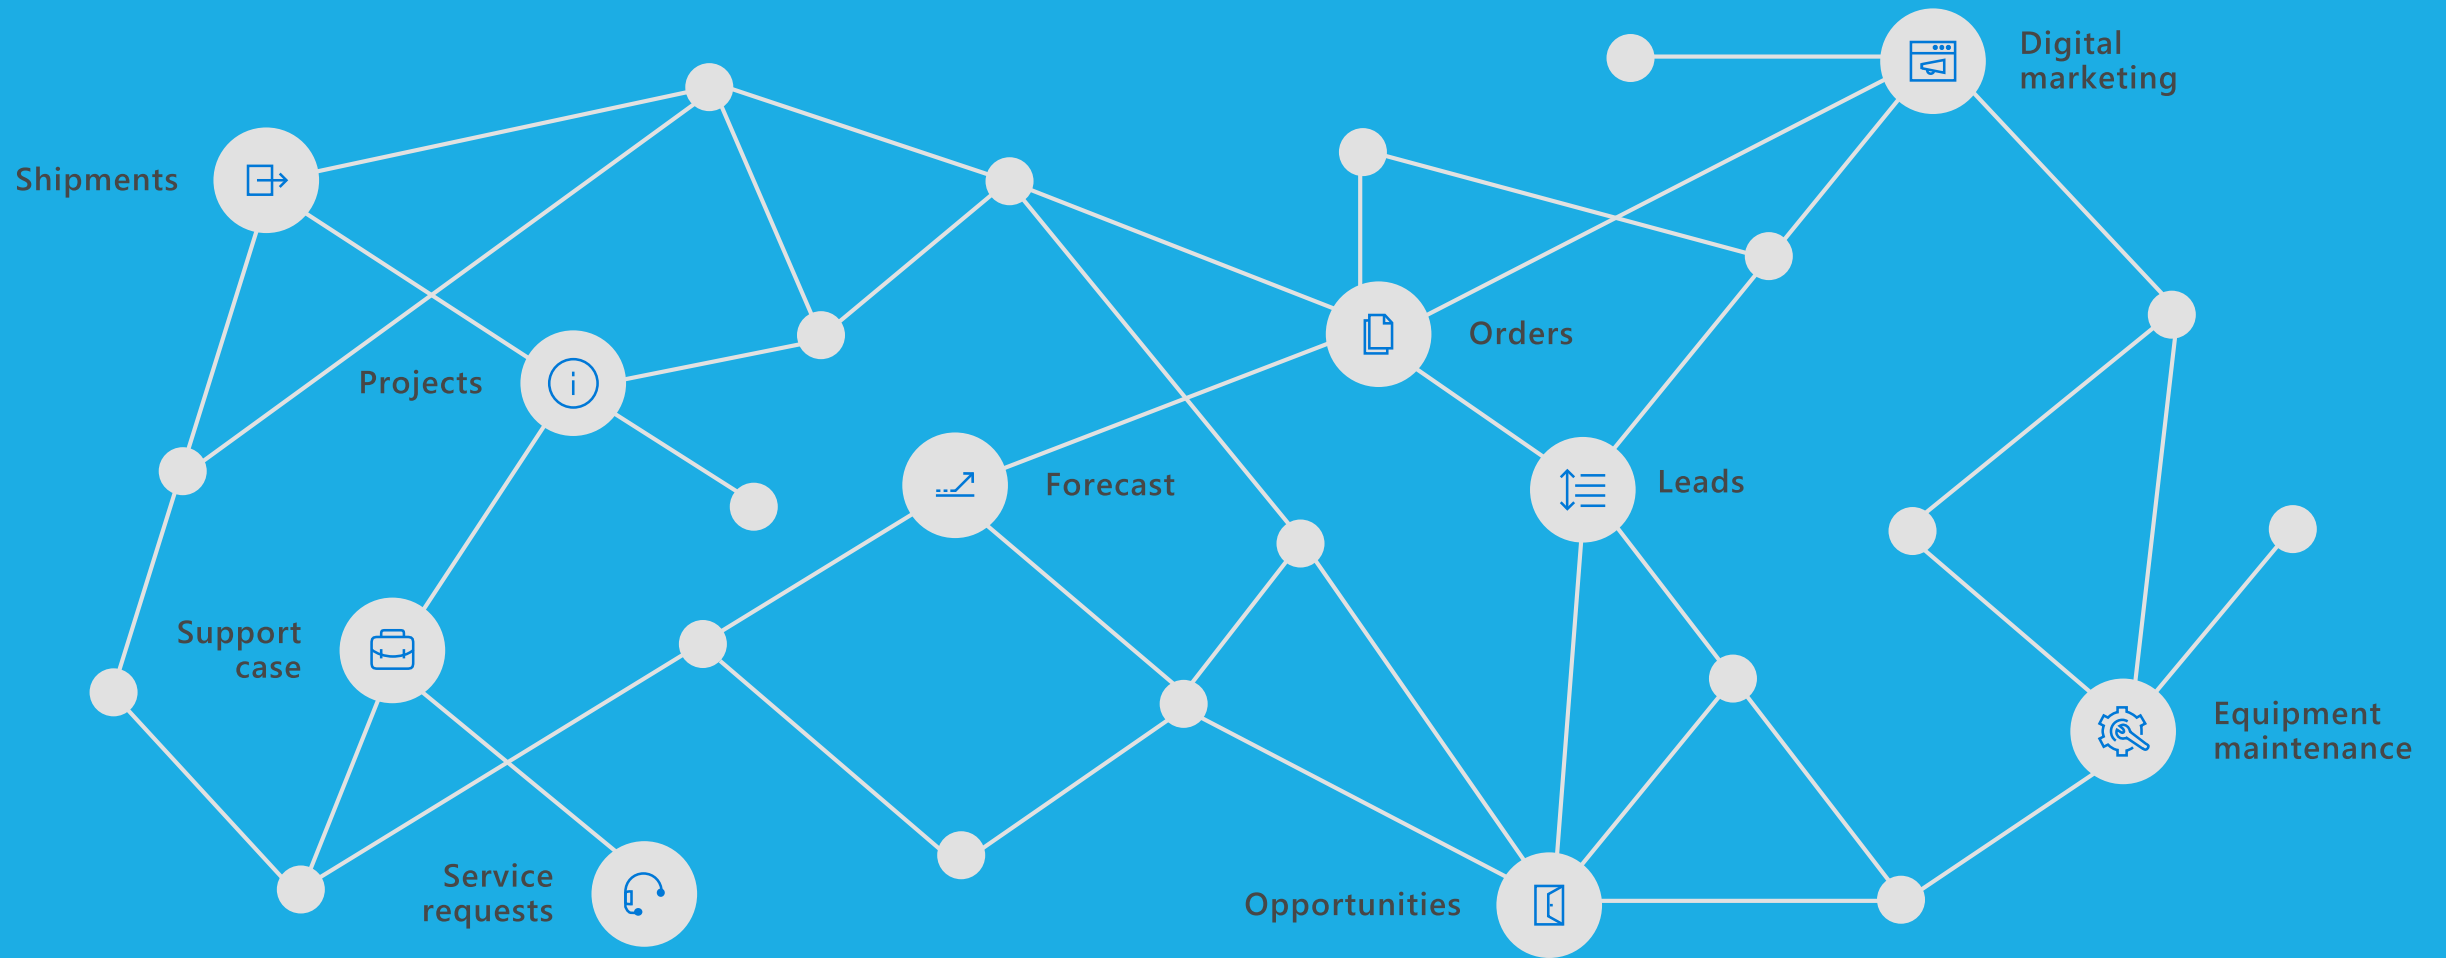 Digital
marketing
Shipments
Orders
Projects
Forecast
Leads
Support
case
Equipment
maintenance
Service
requests
Opportunities